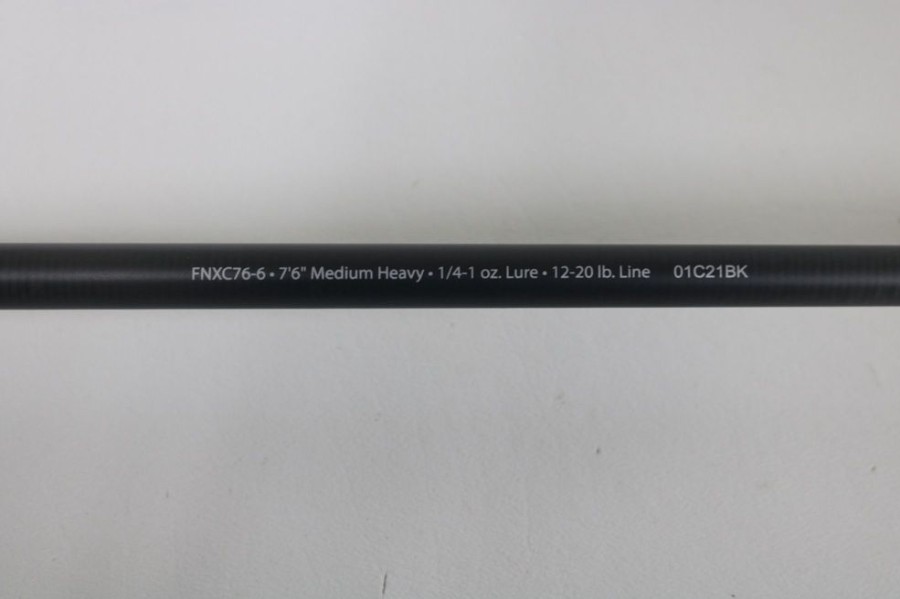 FNXC76-6 • 7'6" Medium Heavy • 1/4-1 oz. Lure • 12-20 lb. Line 01C21BK